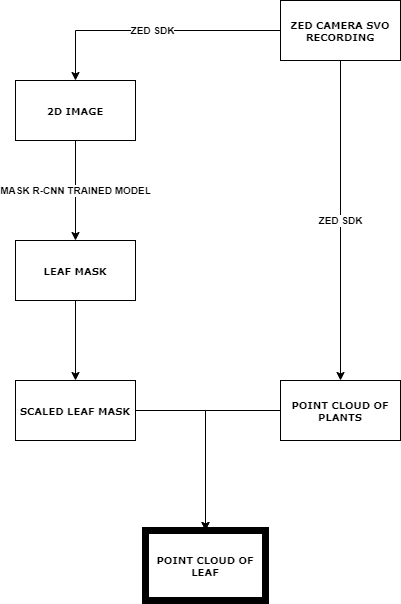 ZED CAMERA SVO
RECORDING
ZED SDK
2D IMAGE
MASK R-CNN TRAINED MODEL
ZED SDK
LEAF MASK
SCALED LEAF MASK
POINT CLOUD OF
PLANTS
POINT CLOUD OF
LEAF